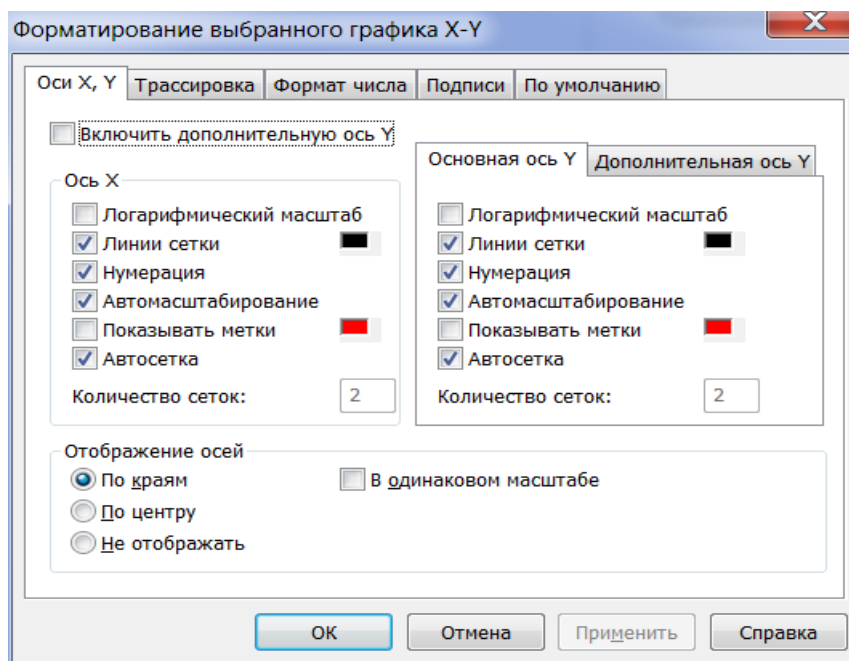 Форматирование выбранного графика X-Y
X
Оси X, Y Трассировка Формат числа Подписи По умолчанию
Включить дополнительную ось Y
Основная ось Y Дополнительная ось Y
Ось X
Логарифмический масштаб
Линии сетки
Нумерация
Автомасштабирование
Показывать метки
Автосетка
Количество сеток: 2
Логарифмический масштаб
Линии сетки
Нумерация
Автомасштабирование
Показывать метки
Автосетка
Количество сеток: 2
Отображение осей
По краям
В одинаковом масштабе
По центру
Не отображать
ОК Отмена Применить Справка